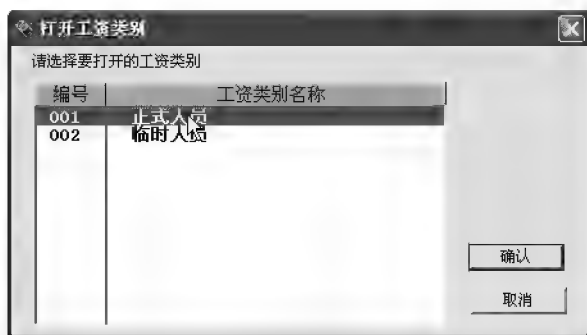 打开工资类别
请选择要打开的工资类别
编号 工资类别名称
001 正式人员
002 临时人员
确认
取消